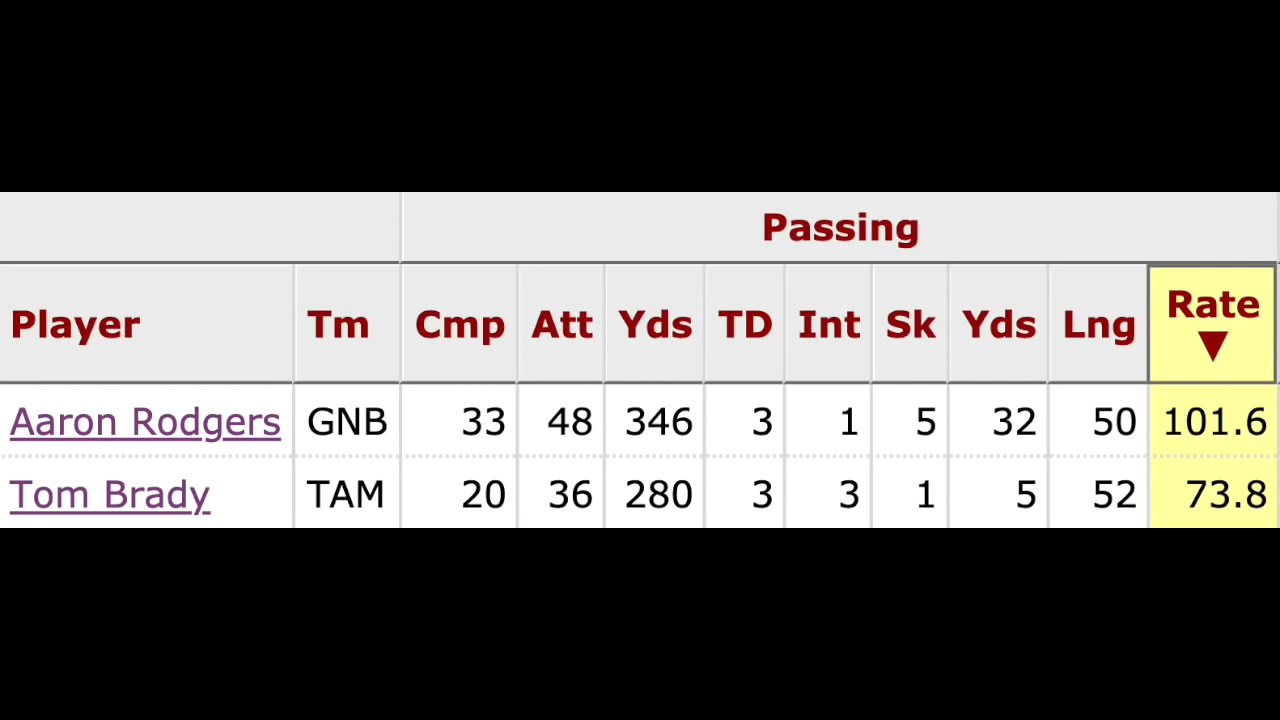 Passing
Player Tm Cmp Att Yds TD Int Sk Yds Lng Rate ▼
Aaron Rodgers GNB 33 48 346 3 1 5 32 50 101.6
Tom Brady TAM 20 36 280 3 3 1 5 52 73.8